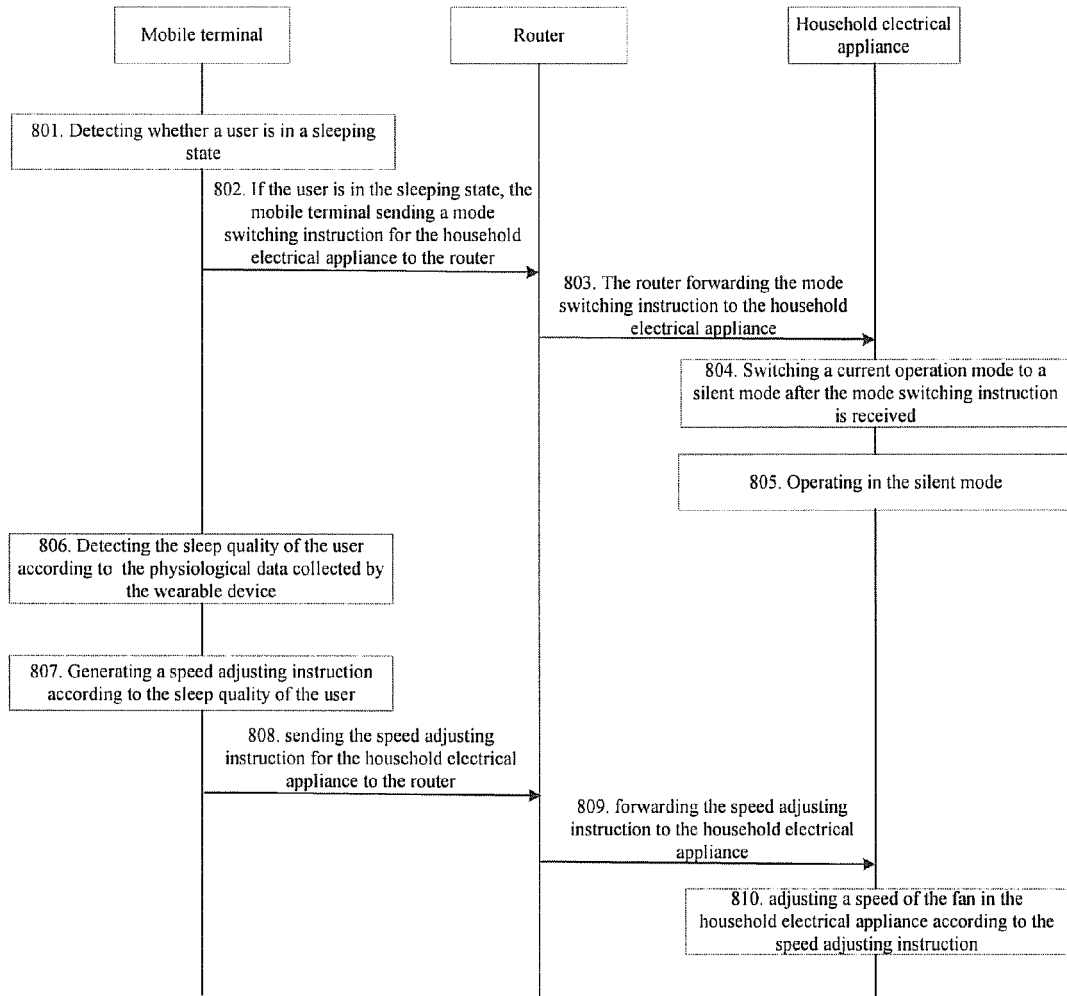 Mobile terminal
Router
Household electrical
appliance
801. Detecting whether a user is in a sleeping
state
802. If the user is in the sleeping state, the
mobile terminal sending a mode
switching instruction for the household
electrical appliance to the router
803. The router forwarding the mode
switching instruction to the household
electrical appliance
804. Switching a current operation mode to a
silent mode after the mode switching instruction
is received
805. Operating in the silent mode
806. Detecting the sleep quality of the user
according to the physiological data collected by
the wearable device
807. Generating a speed adjusting instruction
according to the sleep quality of the user
808. sending the speed adjusting
instruction for the household electrical
appliance to the router
809. forwarding the speed adjusting
instruction to the household electrical
appliance
810. adjusting a speed of the fan in the
household electrical appliance according to the
speed adjusting instruction